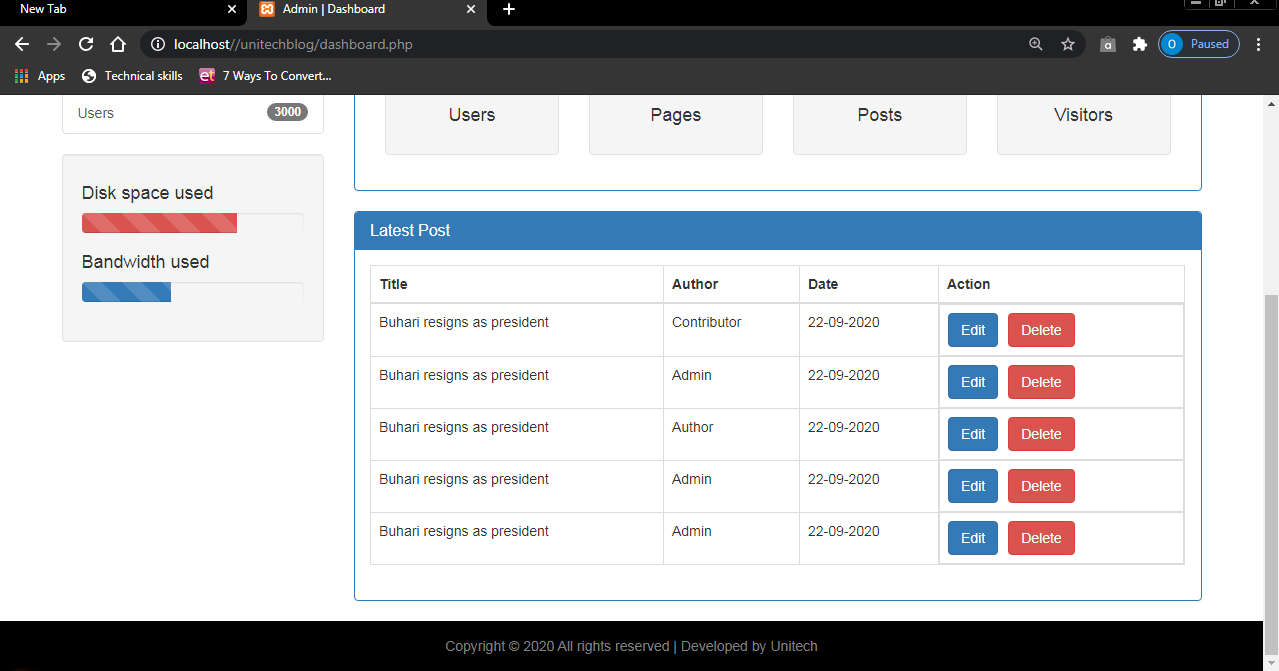 New Tab
Admin | Dashboard
localhost//unitechblog/dashboard.php
O Paused
Apps Technical skills et 7 Ways To Convert...
Users 3000
Users Pages Posts Visitors
Disk space used
Bandwidth used
Latest Post
Title Author Date Action
Buhari resigns as president Contributor 22-09-2020 Edit Delete
Buhari resigns as president Admin 22-09-2020 Edit Delete
Buhari resigns as president Author 22-09-2020 Edit Delete
Buhari resigns as president Admin 22-09-2020 Edit Delete
Buhari resigns as president Admin 22-09-2020 Edit Delete
Copyright © 2020 All rights reserved | Developed by Unitech